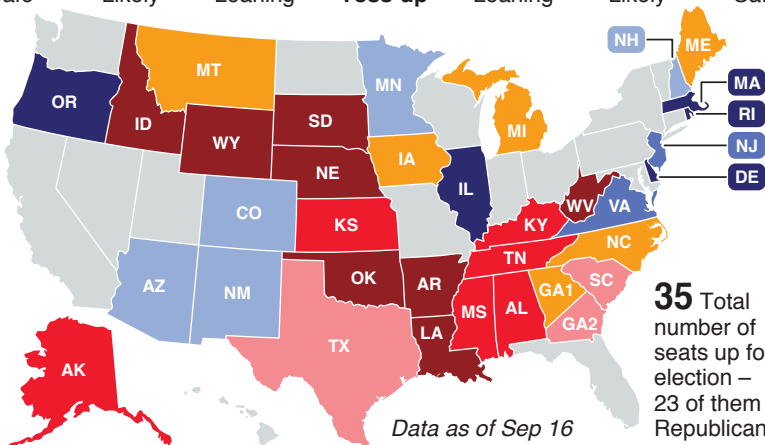 Likely Leaning Toss-up Leaning Likely
NH
ME
MT
MN
OR
MA
ID
SD
MI
RI
WY
IA
NJ
NE
IL
DE
CO
KS
KY
WV
VA
NC
TN
OK
AR
SC
AZ
NM
GA1
MS
AL
GA2
LA
TX
AK
35 Total
number of
seats up fo
election –
23 of them
Republican
Data as of Sep 16